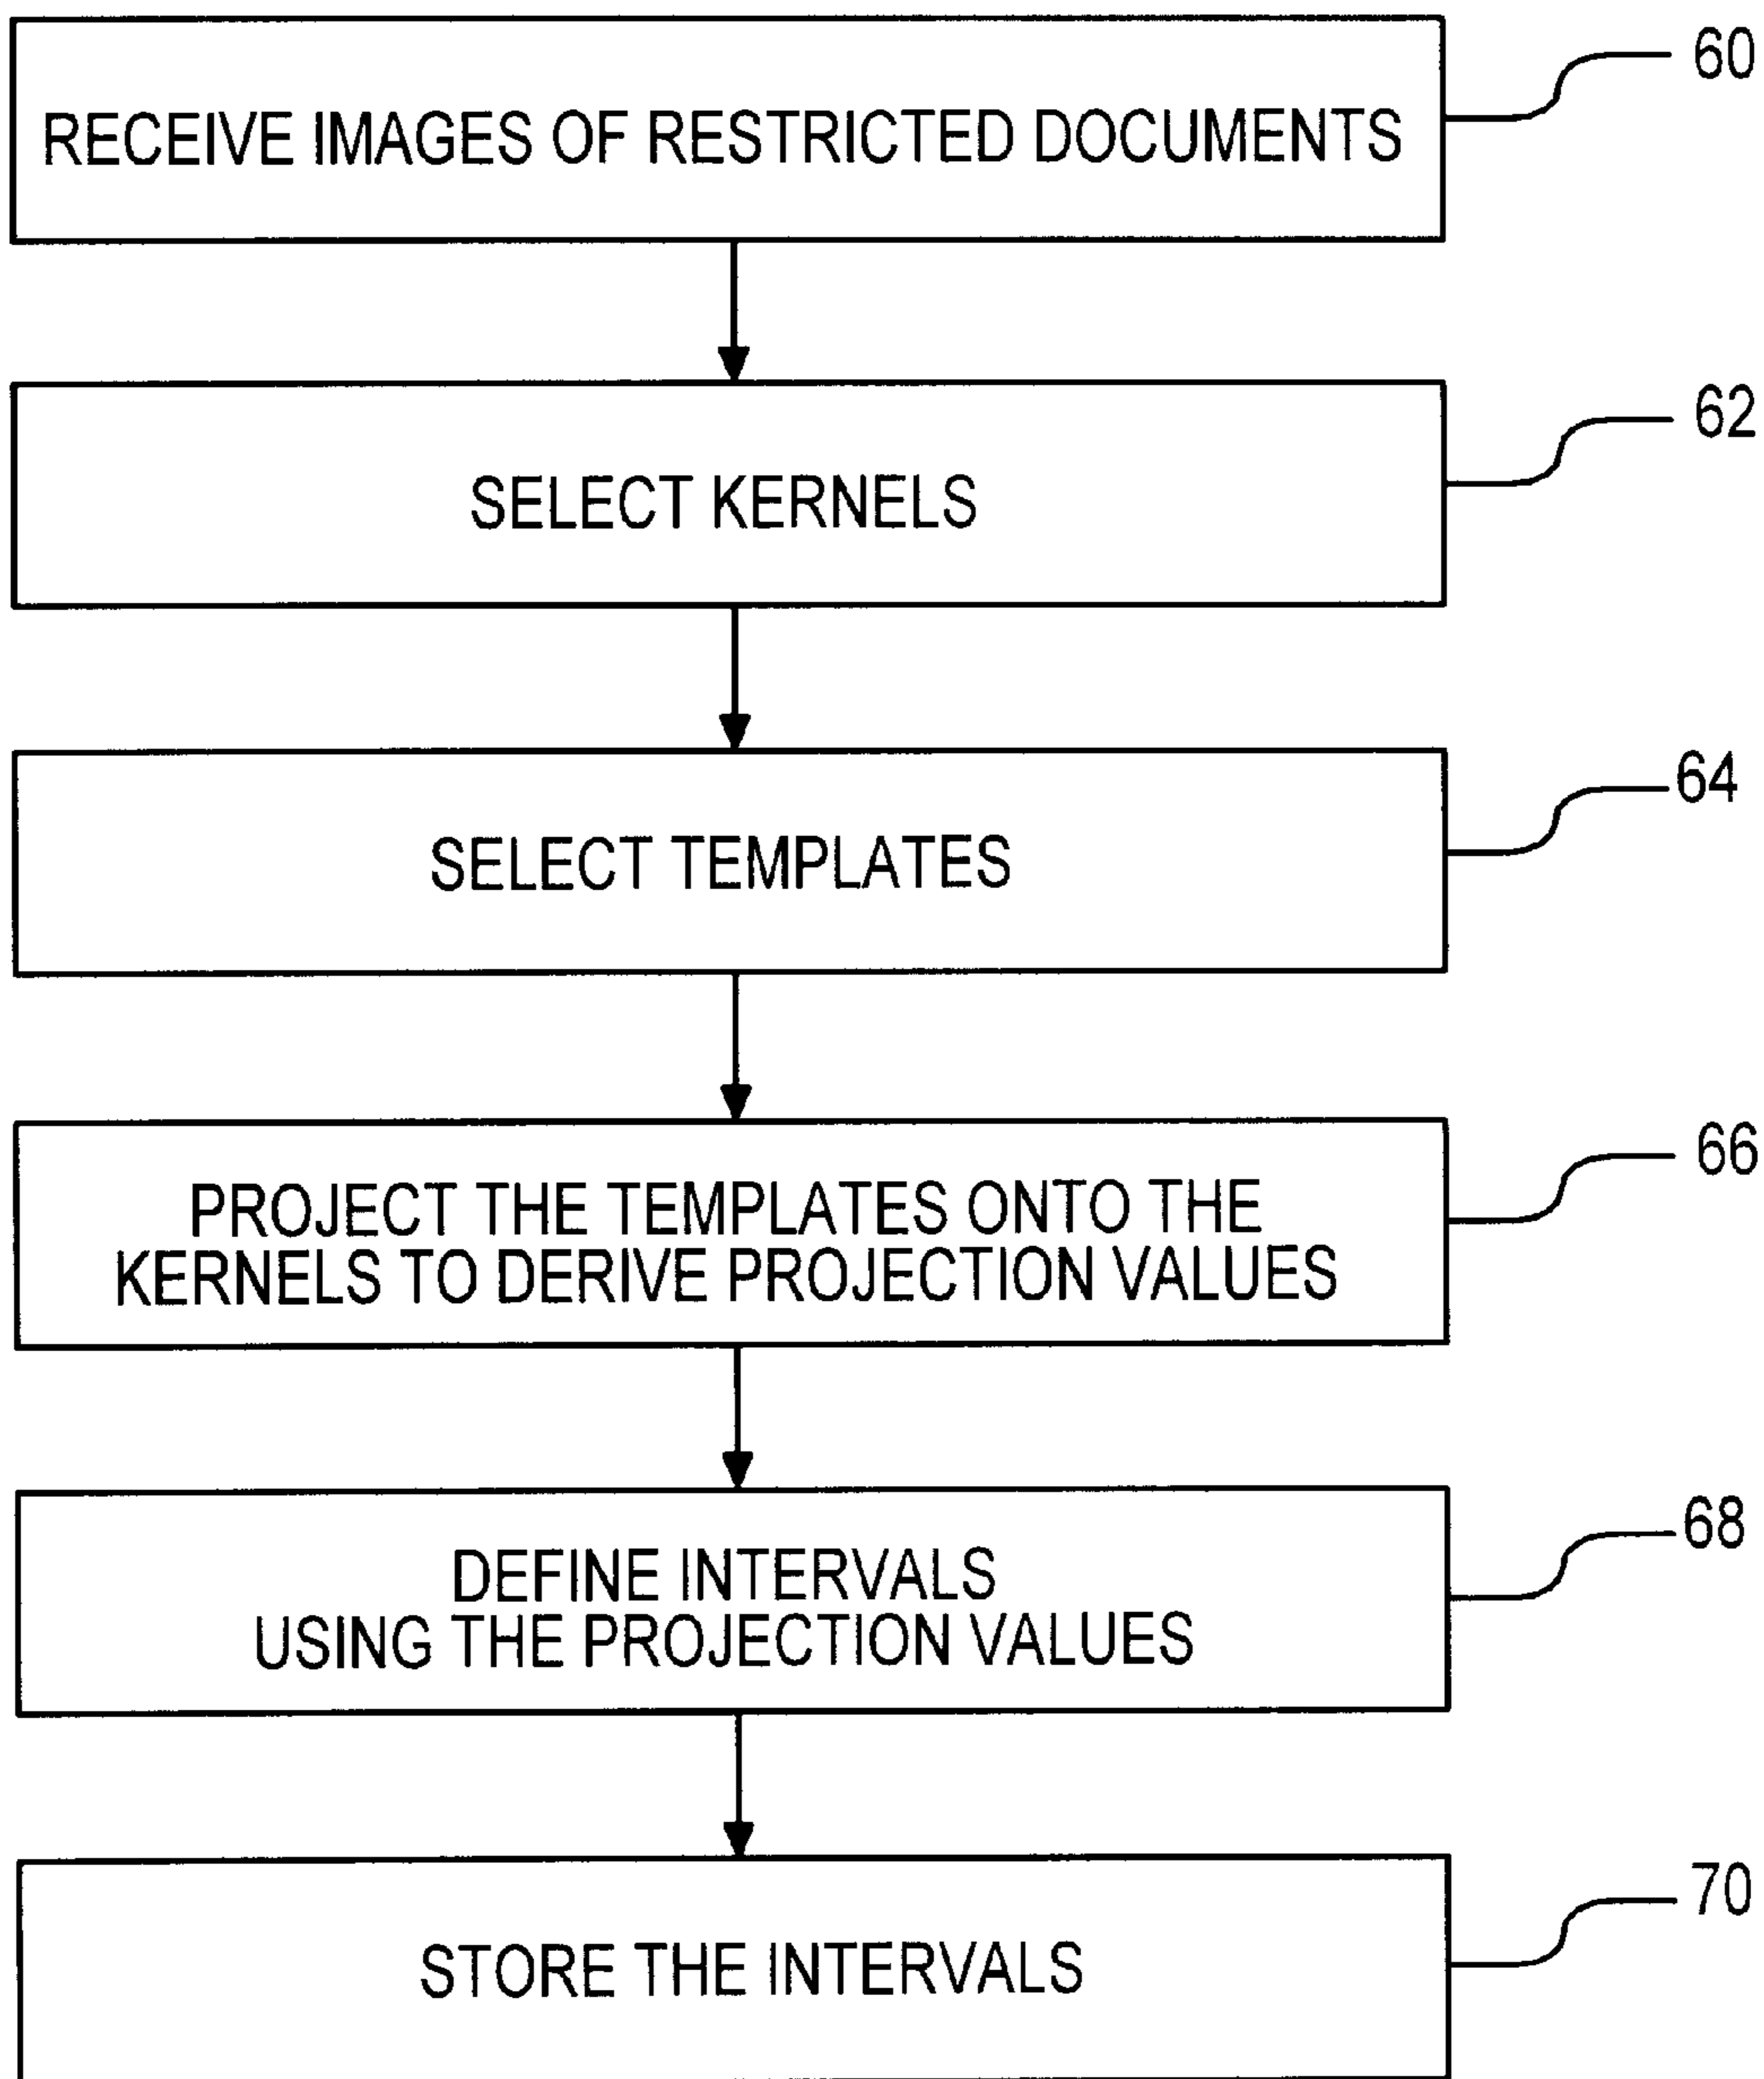 RECEIVE IMAGES OF RESTRICTED DOCUMENTS
60
SELECT KERNELS
62
SELECT TEMPLATES
64
PROJECT THE TEMPLATES ONTO THE
KERNELS TO DERIVE PROJECTION VALUES
66
DEFINE INTERVALS
USING THE PROJECTION VALUES
68
STORE THE INTERVALS
70